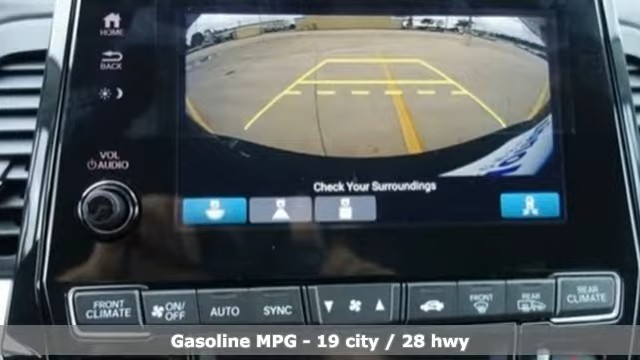 HOME
BACK
VOL
AUDIO
Check Your Surroundings
FRONT CLIMATE
ON/OFF
AUTO
SYNC
FRONT
REAR
REAR CLIMATE
Gasoline MPG - 19 city / 28 hwy